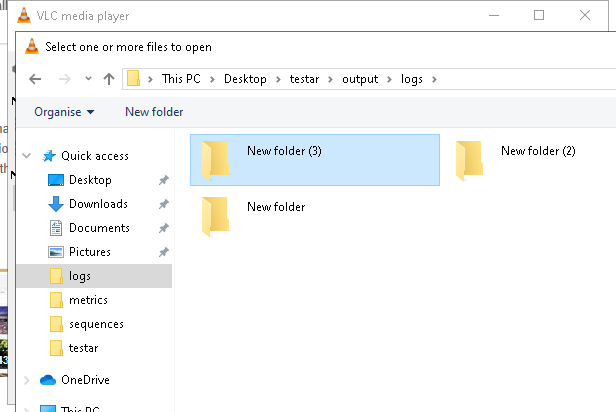 VLC media player
Select one or more files to open
This PC > Desktop > testar > output > logs >
Organise New folder
Quick access
Desktop
Downloads
Documents
Pictures
logs
metrics
sequences
testar
OneDrive
This PC
New folder (3)
New folder (2)
New folder